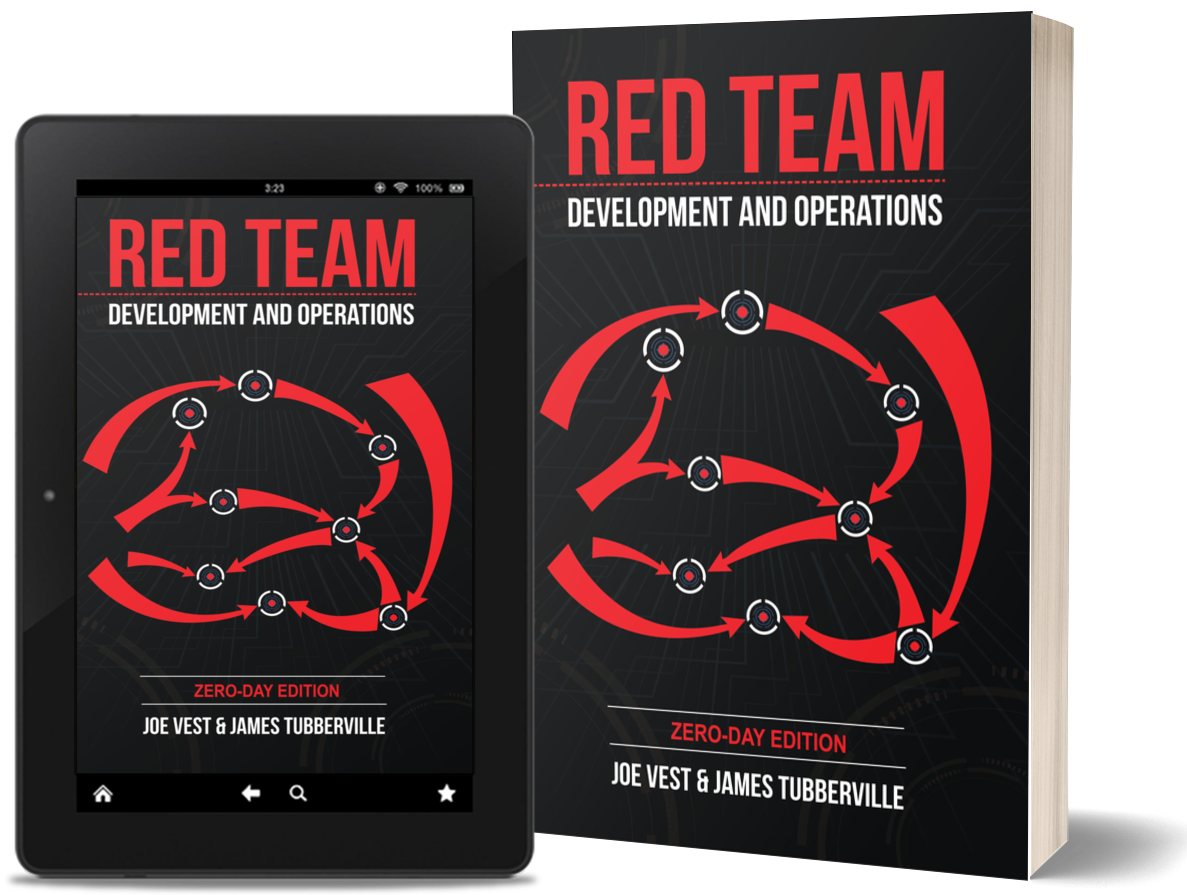 3:23 100%
RED TEAM
DEVELOPMENT AND OPERATIONS
ZERO-DAY EDITION
JOE VEST & JAMES TUBBERVILLE
RED TEAM
DEVELOPMENT AND OPERATIONS
ZERO-DAY EDITION
JOE VEST & JAMES TUBBERVILLE